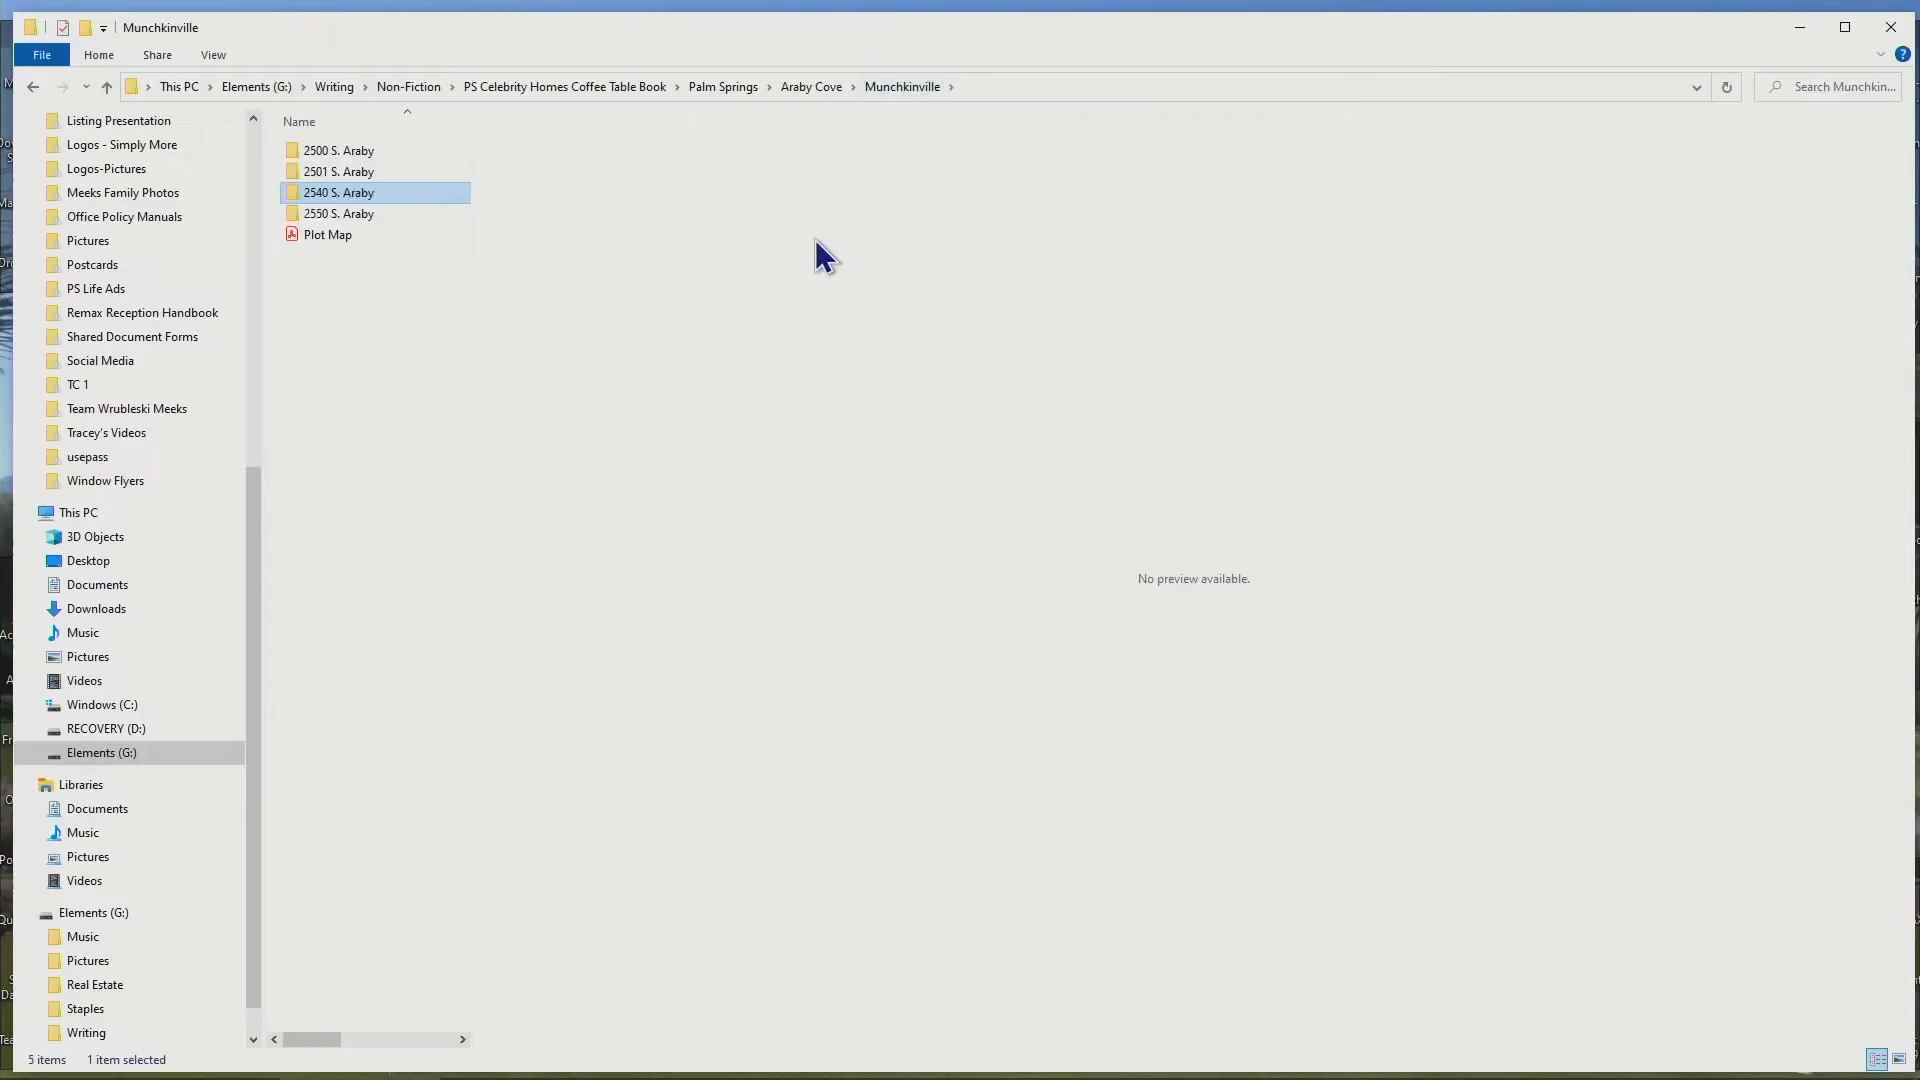 Munchkinville
File Home Share View
This PC Elements (G:) Writing Non-Fiction PS Celebrity Homes Coffee Table Book Palm Springs Araby Cove Munchkinville
Search Munchkin...
Listing Presentation
Logos - Simply More
Logos-Pictures
Meeks Family Photos
Office Policy Manuals
Pictures
Postcards
PS Life Ads
Remax Reception Handbook
Shared Document Forms
Social Media
TC 1
Team Wrubleski Meeks
Tracey's Videos
usepass
Window Flyers
This PC
3D Objects
Desktop
Documents
Downloads
Music
Pictures
Videos
Windows (C:)
RECOVERY (D:)
Elements (G:)
Libraries
Documents
Music
Pictures
Videos
Elements (G:)
Music
Pictures
Real Estate
Staples
Writing
Name
2500 S. Araby
2501 S. Araby
2540 S. Araby
2550 S. Araby
Plot Map
No preview available.
5 items 1 item selected